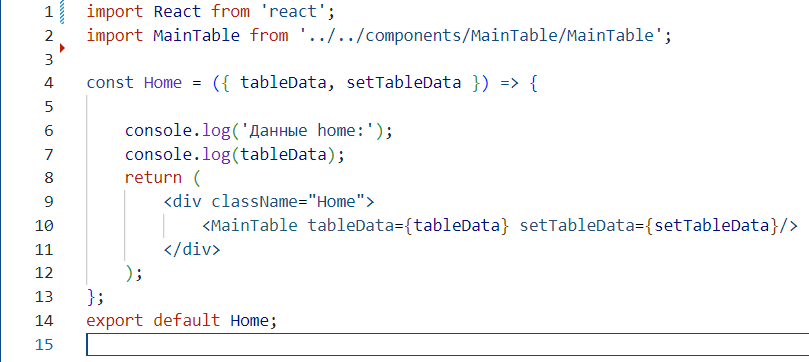 1 import React from 'react';
2 import MainTable from '../../components/MainTable/MainTable';
3
4 const Home = ({ tableData, setTableData }) => {
5
6 console.log('Данные home:');
7 console.log(tableData);
8 return (
9 <div className="Home">
10 <MainTable tableData={tableData} setTableData={setTableData}/>
11 </div>
12 );
13 };
14 export default Home;
15